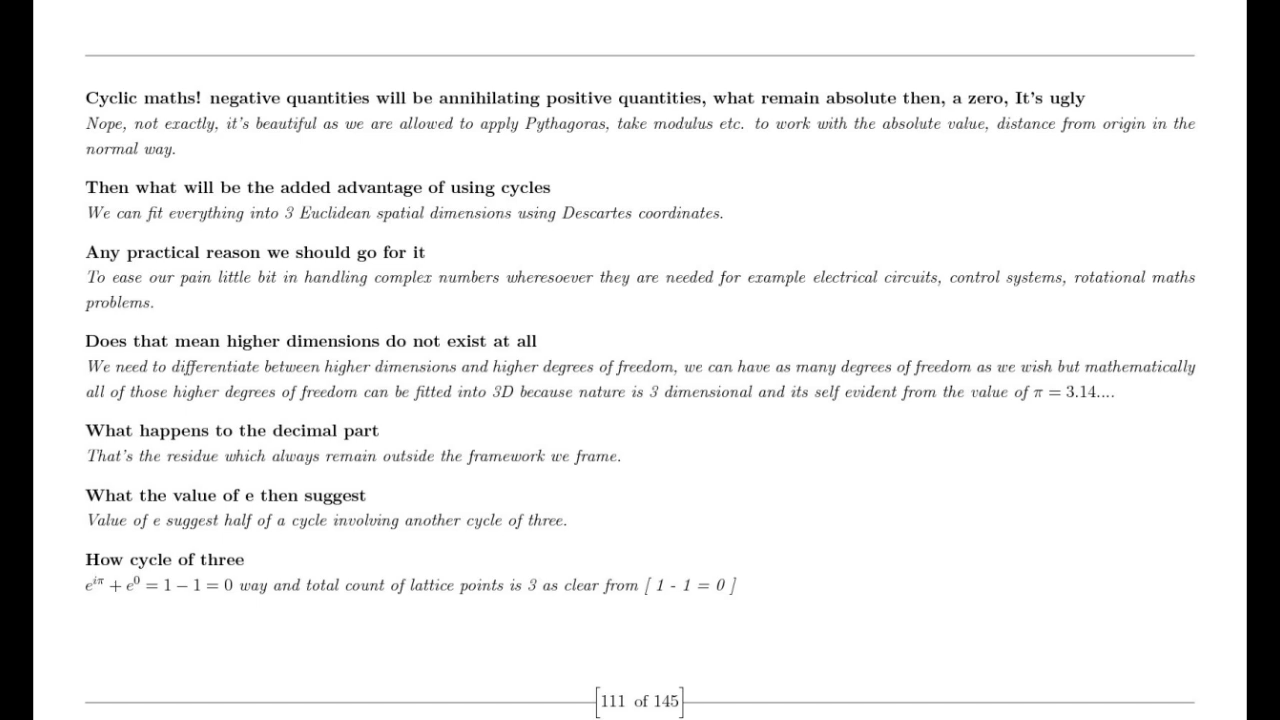 Cyclic maths! negative quantities will be annihilating positive quantities, what remain absolute then, a zero, It's ugly
Nope, not exactly, it's beautiful as we are allowed to apply Pythagoras, take modulus etc. to work with the absolute value, distance from origin in the
normal way.
Then what will be the added advantage of using cycles
We can fit everything into 3 Euclidean spatial dimensions using Descartes coordinates.
Any practical reason we should go for it
To ease our pain little bit in handling complex numbers wheresoever they are needed for example electrical circuits, control systems, rotational maths
problems.
Does that mean higher dimensions do not exist at all
We need to differentiate between higher dimensions and higher degrees of freedom, we can have as many degrees of freedom as we wish but mathematically
all of those higher degrees of freedom can be fitted into 3D because nature is 3 dimensional and its self evident from the value of π = 3.14....
What happens to the decimal part
That's the residue which always remain outside the framework we frame.
What the value of e then suggest
Value of e suggest half of a cycle involving another cycle of three.
How cycle of three
e^{iπ} + e^0 = 1 − 1 = 0 way and total count of lattice points is 3 as clear from [ 1 - 1 = 0 ]
[111 of 145]